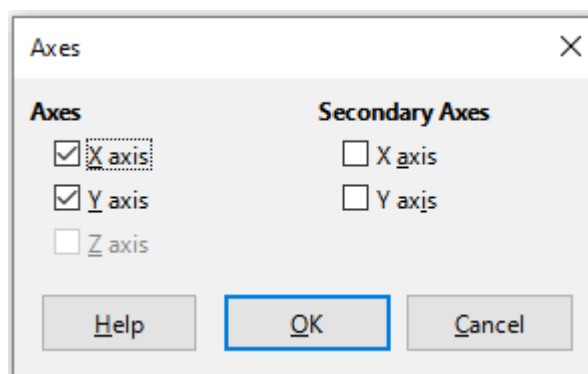 Axes
Axes Secondary Axes
X axis X axis
Y axis Y axis
Z axis
Help OK Cancel